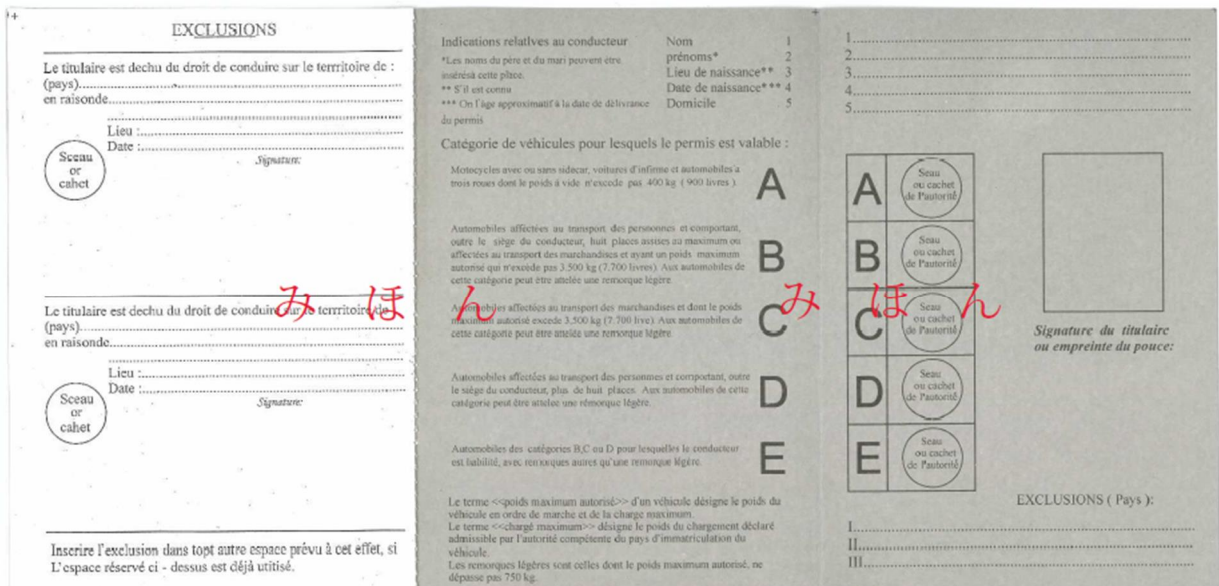 EXCLUSIONS
Le titulaire est dechu du droit de conduire sur le terrritoire de :
(pays)
en raisonde
Lieu :
Date :
Signature:
Sceau
or
cahet
Le titulaire est dechu du droit de conduire sur le terrritoire de
(pays)
en raisonde
Lieu :
Date :
Signature:
Sceau
or
cahet
Inscrire l'exclusion dans topt autre espace prévu à cet effet, si
L'espace réservé ci - dessus est déjà utitisé.
Indications relatives au conducteur
*Les noms du père et du mari peuvent être
insérésà cette place.
** S'il est connu
*** On l'âge approximatif à la date de délivrance
du permis
Nom 1
prénoms* 2
Lieu de naissance** 3
Date de naissance*** 4
Domicile 5
Catégorie de véhicules pour lesquels le permis est valable :
Motocycles avec ou sans sidecar, voitures d'infirme et automobiles a
trois roues dont le poids à vide n'excede pas 400 kg ( 900 livres ).
A
Automobiles affectées au transport des personnes et comportant,
outre le siège du conducteur, huit places assises au maximum ou
affectées au transport des marchandises et ayant un poids maximum
autorisé qui n'excède pas 3.500 kg (7.700 livres). Aux automobiles de
cette catégorie peut être attelée une remorque légère.
B
Automobiles affectées au transport des marchandises et dont le poids
maximum autorisé excede 3,500 kg (7.700 livre). Aux automobiles de
cette catégorie peut être attelée une remorque légère.
C
Automobiles affectées au transport des personnes et comportant, outre
le siège du conducteur, plus de huit places. Aux automobiles de cette
catégorie peut être attelée une rémorque légère.
D
Automobiles des catégories B,C ou D pour lesquelles le conducteur
est habilité, avec remorques autres qu'une remorque légère.
E
Le terme <<poids maximum autorisé>> d'un véhicule désigne le poids du
véhicule en ordre de marche et de la charge maximum.
Le terme <<chargé maximum>> désigne le poids du chargement déclaré
admissible par l'autorité compétente du pays d'immatriculation du
véhicule.
Les remorques légères sont celles dont le poids maximum autorisé, ne
dépasse pas 750 kg.
1
2
3
4
5
A
Seau
ou cachet
de l'autorité
B
Seau
ou cachet
de l'autorité
C
Seau
ou cachet
de l'autorité
D
Seau
ou cachet
de l'autorité
E
Seau
ou cachet
de l'autorité
Signature du titulaire
ou empreinte du pouce:
EXCLUSIONS ( Pays ):
I
II
III
みほん
みほん